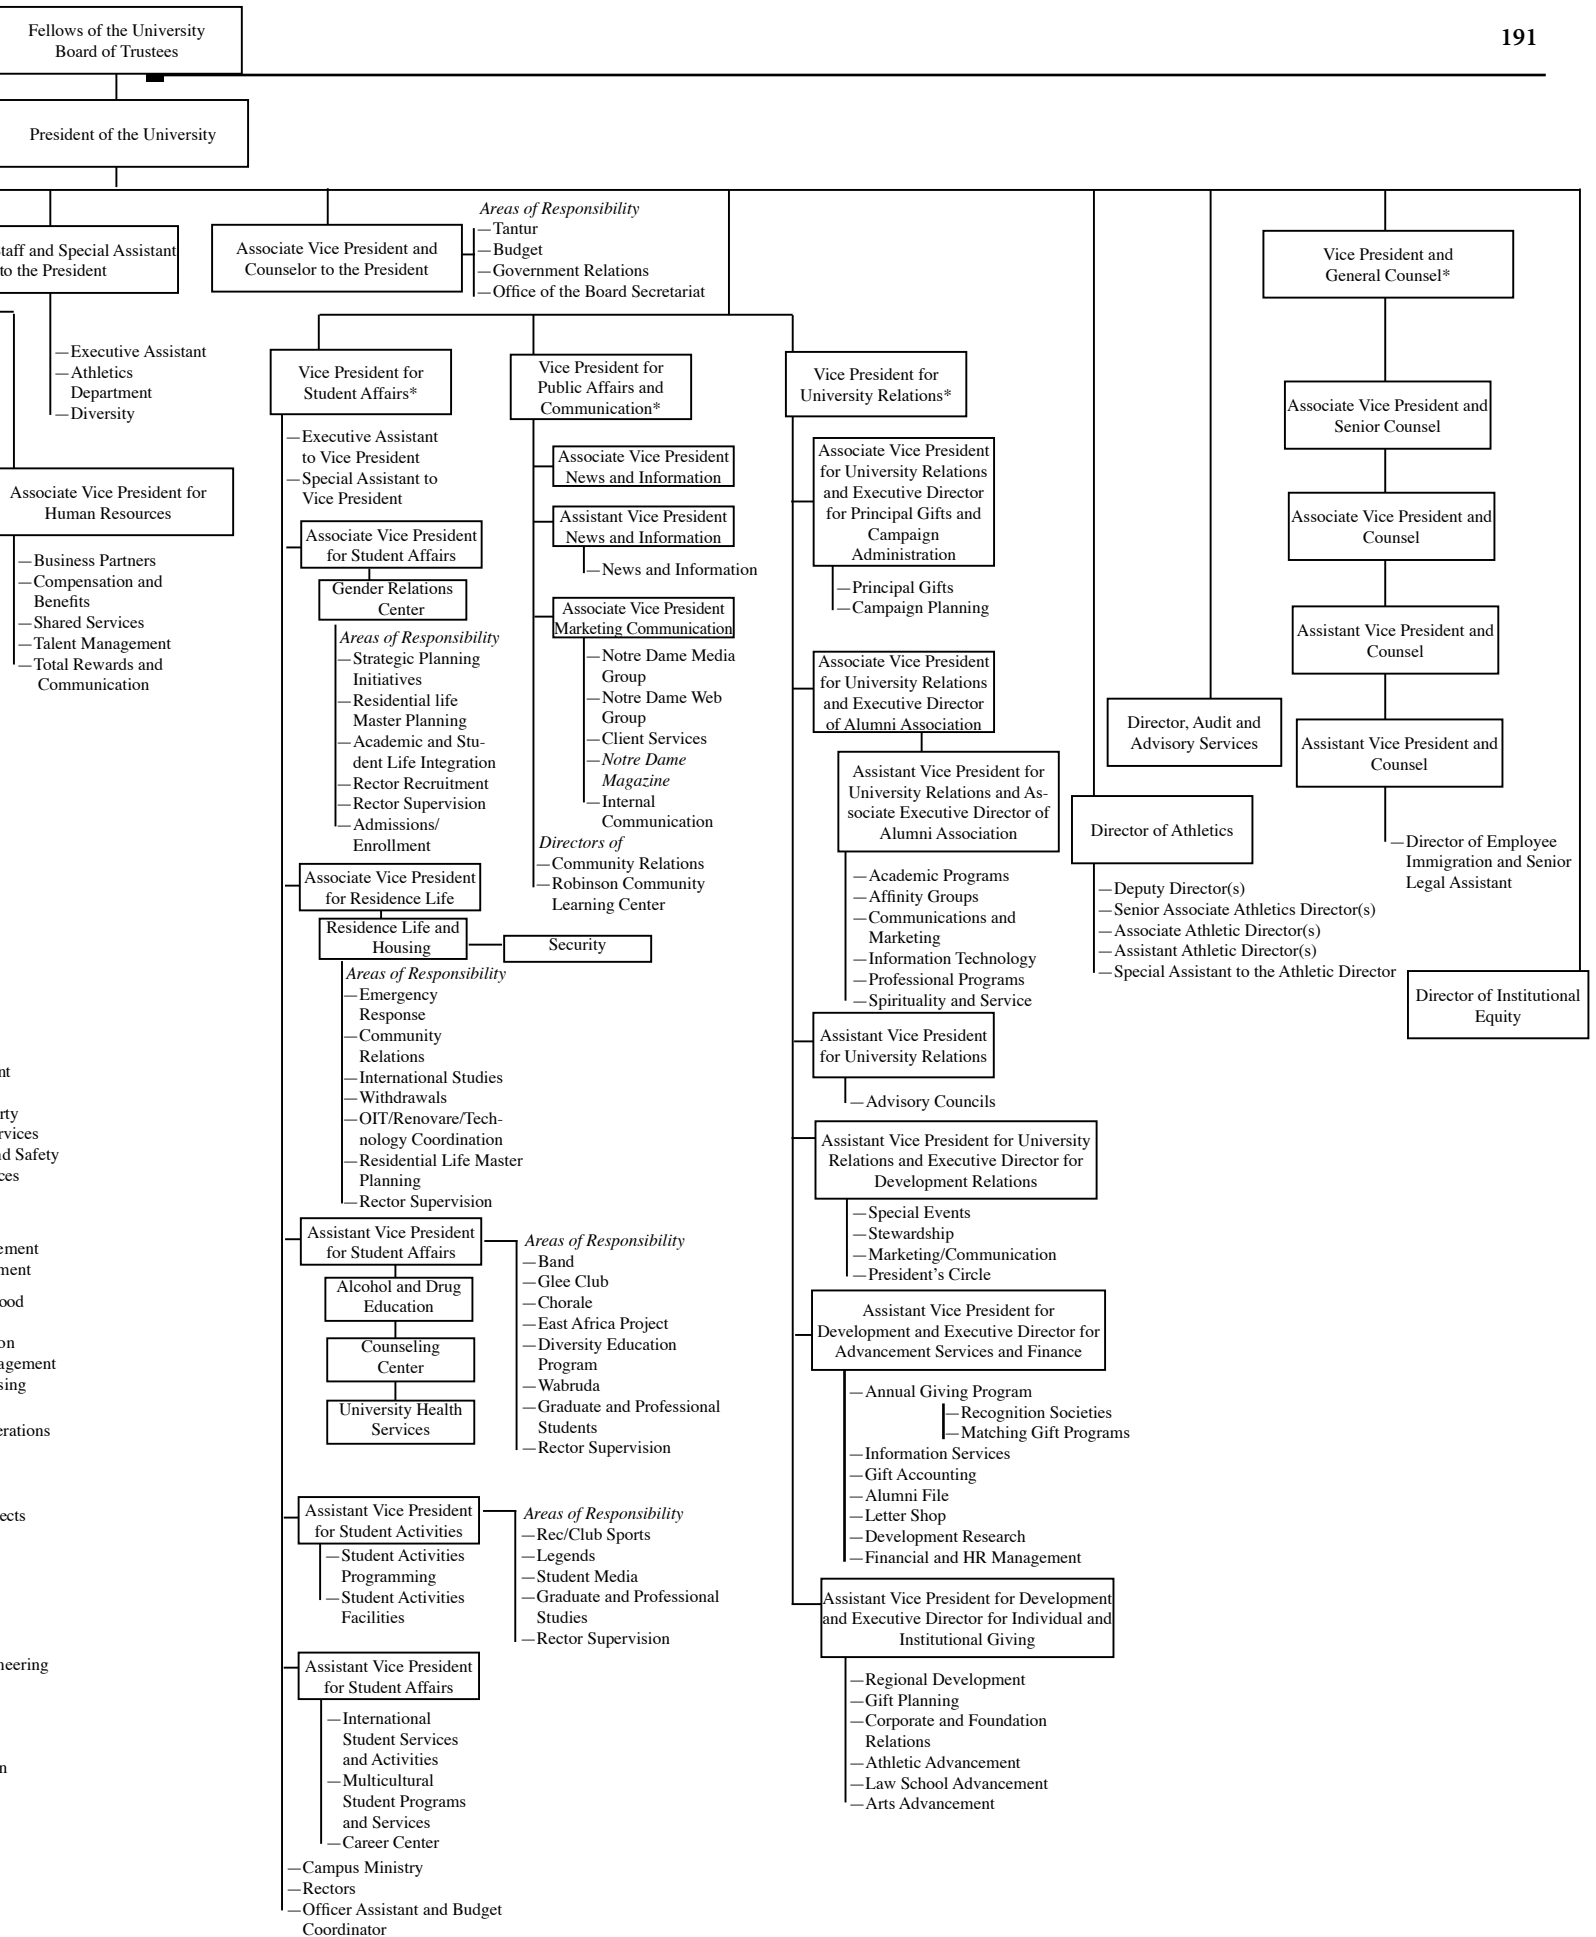 Fellows of the University
Board of Trustees
191
President of the University
Staff and Special Assistant
to the President
—Executive Assistant
—Athletics
Department
—Diversity
Associate Vice President for
Human Resources
—Business Partners
—Compensation and
Benefits
—Shared Services
—Talent Management
—Total Rewards and
Communication
Associate Vice President and
Counselor to the President
Areas of Responsibility
—Tantur
—Budget
—Government Relations
—Office of the Board Secretariat
Vice President for
Student Affairs*
—Executive Assistant
to Vice President
—Special Assistant to
Vice President
Associate Vice President
for Student Affairs
Gender Relations
Center
Areas of Responsibility
—Strategic Planning
Initiatives
—Residential life
Master Planning
—Academic and Stu-
dent Life Integration
—Rector Recruitment
—Rector Supervision
—Admissions/
Enrollment
Associate Vice President
for Residence Life
Residence Life and
Housing
Security
Areas of Responsibility
—Emergency
Response
—Community
Relations
—International Studies
—Withdrawals
—OIT/Renovare/Tech-
nology Coordination
—Residential Life Master
Planning
—Rector Supervision
Assistant Vice President
for Student Affairs
Alcohol and Drug
Education
Counseling
Center
University Health
Services
Areas of Responsibility
—Band
—Glee Club
—Chorale
—East Africa Project
—Diversity Education
Program
—Wabruda
—Graduate and Professional
Students
—Rector Supervision
Assistant Vice President
for Student Activities
—Student Activities
Programming
—Student Activities
Facilities
Areas of Responsibility
—Rec/Club Sports
—Legends
—Student Media
—Graduate and Professional
Studies
—Rector Supervision
Assistant Vice President
for Student Affairs
—International
Student Services
and Activities
—Multicultural
Student Programs
and Services
—Career Center
—Campus Ministry
—Rectors
—Officer Assistant and Budget
Coordinator
Vice President for
Public Affairs and
Communication*
Associate Vice President
News and Information
Assistant Vice President
News and Information
—News and Information
Associate Vice President
Marketing Communication
—Notre Dame Media
Group
—Notre Dame Web
Group
—Client Services
—Notre Dame
Magazine
—Internal
Communication
Directors of
—Community Relations
—Robinson Community
Learning Center
Vice President for
University Relations*
Associate Vice President
for University Relations
and Executive Director
for Principal Gifts and
Campaign
Administration
—Principal Gifts
—Campaign Planning
Associate Vice President
for University Relations
and Executive Director
of Alumni Association
Assistant Vice President for
University Relations and As-
sociate Executive Director of
Alumni Association
—Academic Programs
—Affinity Groups
—Communications and
Marketing
—Information Technology
—Professional Programs
—Spirituality and Service
Assistant Vice President
for University Relations
—Advisory Councils
Assistant Vice President for University
Relations and Executive Director for
Development Relations
—Special Events
—Stewardship
—Marketing/Communication
—President's Circle
Assistant Vice President for
Development and Executive Director for
Advancement Services and Finance
—Annual Giving Program
—Recognition Societies
—Matching Gift Programs
—Information Services
—Gift Accounting
—Alumni File
—Letter Shop
—Development Research
—Financial and HR Management
Assistant Vice President for Development
and Executive Director for Individual and
Institutional Giving
—Regional Development
—Gift Planning
—Corporate and Foundation
Relations
—Athletic Advancement
—Law School Advancement
—Arts Advancement
Director of Athletics
—Deputy Director(s)
—Senior Associate Athletics Director(s)
—Associate Athletic Director(s)
—Assistant Athletic Director(s)
—Special Assistant to the Athletic Director
Director, Audit and
Advisory Services
Vice President and
General Counsel*
Associate Vice President and
Senior Counsel
Associate Vice President and
Counsel
Assistant Vice President and
Counsel
Assistant Vice President and
Counsel
—Director of Employee
Immigration and Senior
Legal Assistant
Director of Institutional
Equity